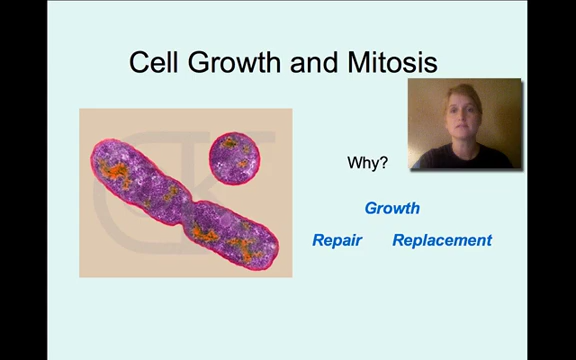 Cell Growth and Mitosis
Why?
Growth
Repair Replacement